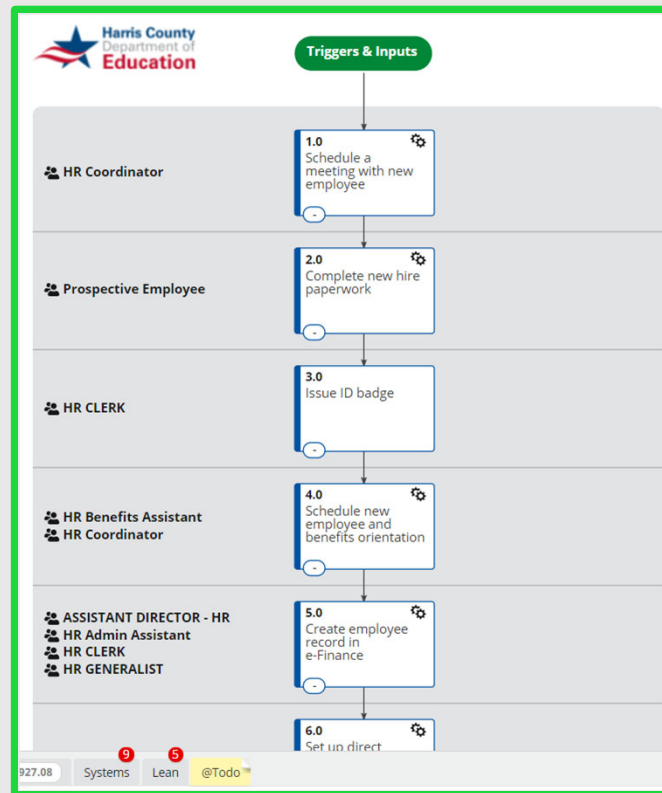 Harris County
Department of
Education
Triggers & Inputs
HR Coordinator
1.0
Schedule a
meeting with new
employee
-
Prospective Employee
2.0
Complete new hire
paperwork
-
HR CLERK
3.0
Issue ID badge
-
HR Benefits Assistant
HR Coordinator
4.0
Schedule new
employee and
benefits orientation
-
ASSISTANT DIRECTOR - HR
HR Admin Assistant
HR CLERK
HR GENERALIST
5.0
Create employee
record in
e-Finance
-
6.0
Set up direct
927.08
Systems
9
Lean
5
@Todo